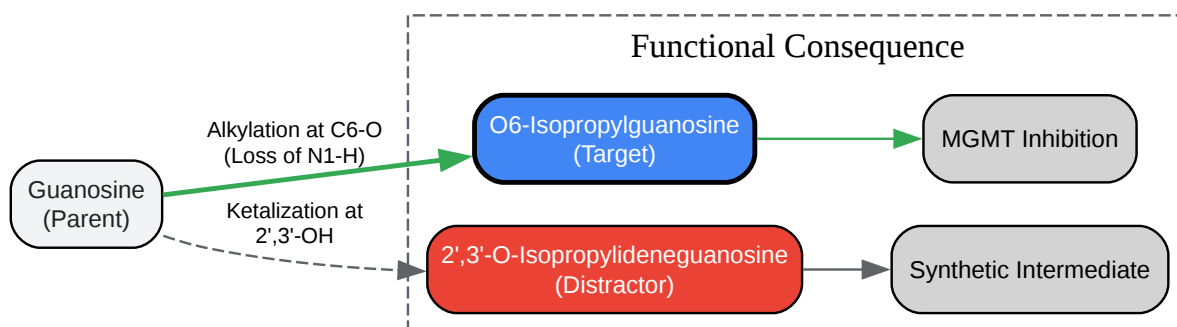 Functional Consequence
Alkylation at C6-O
(Loss of N1-H)
O6-Isopropylguanosine
(Target)
MGMT Inhibition
Guanosine
(Parent)
Ketalization at
2',3'-OH
2',3'-O-Isopropylideneguanosine
(Distractor)
Synthetic Intermediate